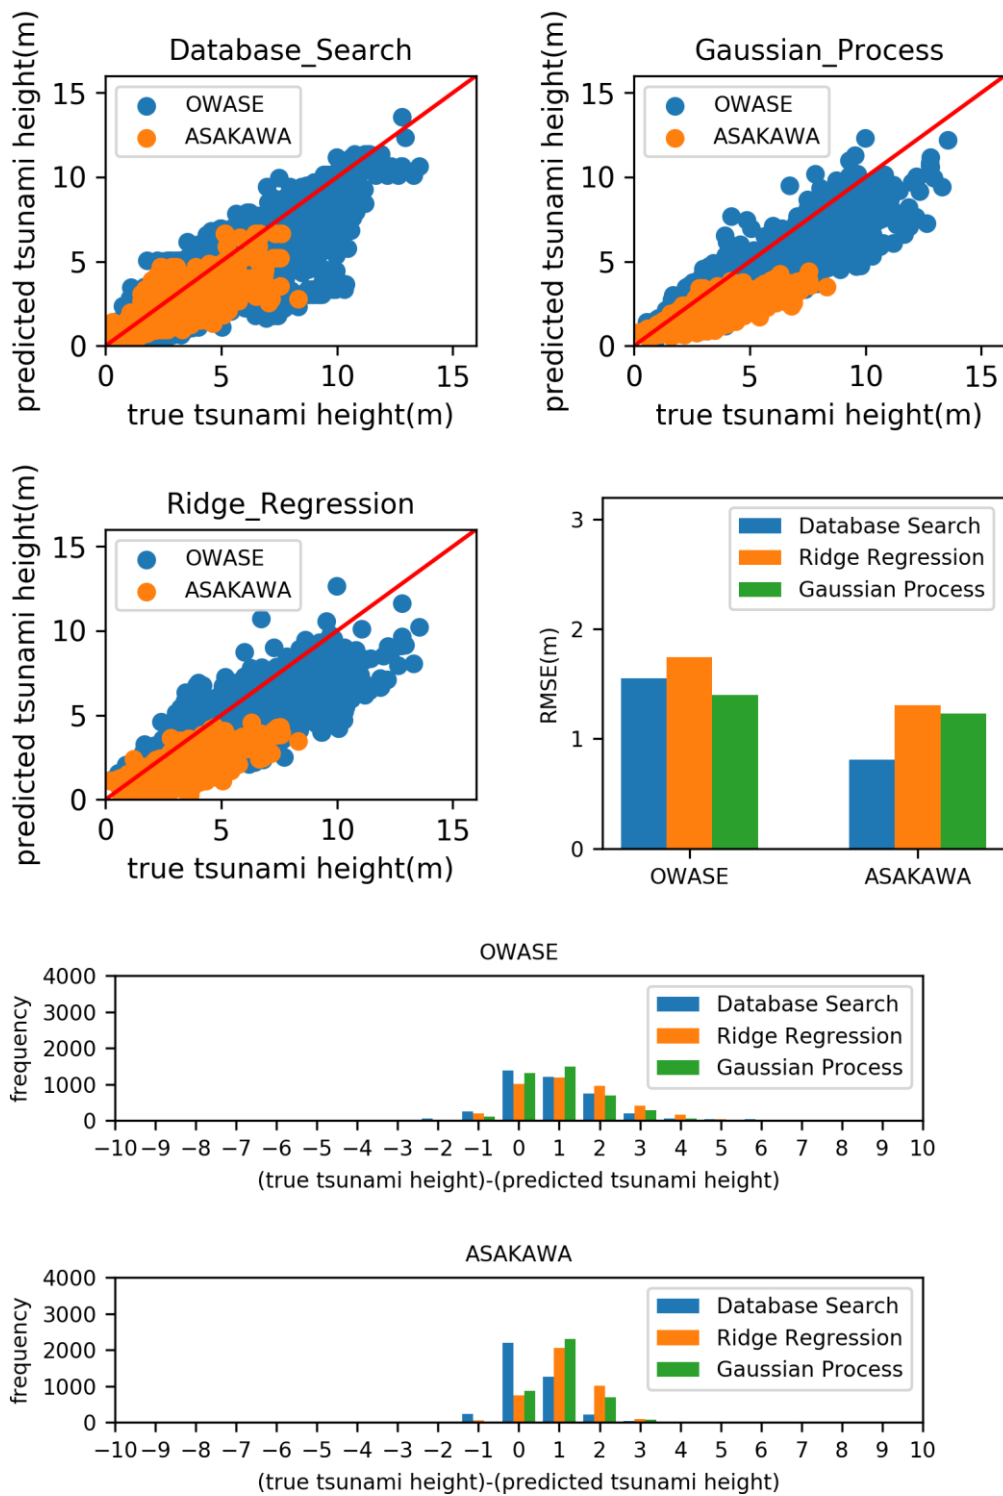 Database_Search
predicted tsunami height(m)
15
10
5
0
OWASE
ASAKAWA
0 5 10 15
true tsunami height(m)
Gaussian_Process
predicted tsunami height(m)
15
10
5
0
OWASE
ASAKAWA
0 5 10 15
true tsunami height(m)
Ridge_Regression
predicted tsunami height(m)
15
10
5
0
OWASE
ASAKAWA
0 5 10 15
true tsunami height(m)
RMSE(m)
3
2
1
0
Database Search
Ridge Regression
Gaussian Process
OWASE ASAKAWA
OWASE
frequency
4000
3000
2000
1000
0
Database Search
Ridge Regression
Gaussian Process
−10 −9 −8 −7 −6 −5 −4 −3 −2 −1 0 1 2 3 4 5 6 7 8 9 10
(true tsunami height)-(predicted tsunami height)
ASAKAWA
frequency
4000
3000
2000
1000
0
Database Search
Ridge Regression
Gaussian Process
−10 −9 −8 −7 −6 −5 −4 −3 −2 −1 0 1 2 3 4 5 6 7 8 9 10
(true tsunami height)-(predicted tsunami height)